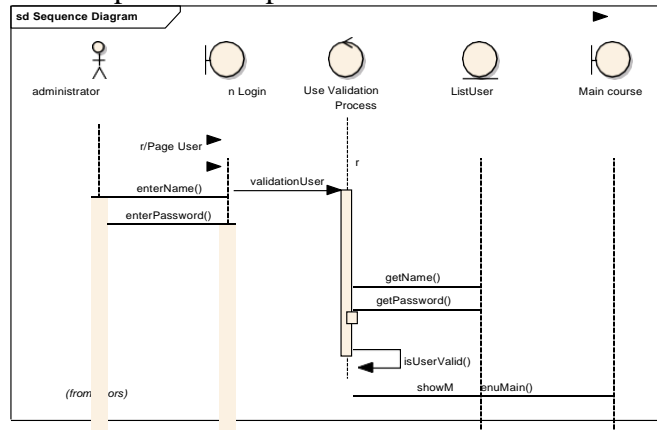 sd Sequence Diagram
administrator
n Login
Use Validation
Process
ListUser
Main course
r/Page User
r
validationUser
enterName()
enterPassword()
getName()
getPassword()
isUserValid()
showM enuMain()
(from ors)